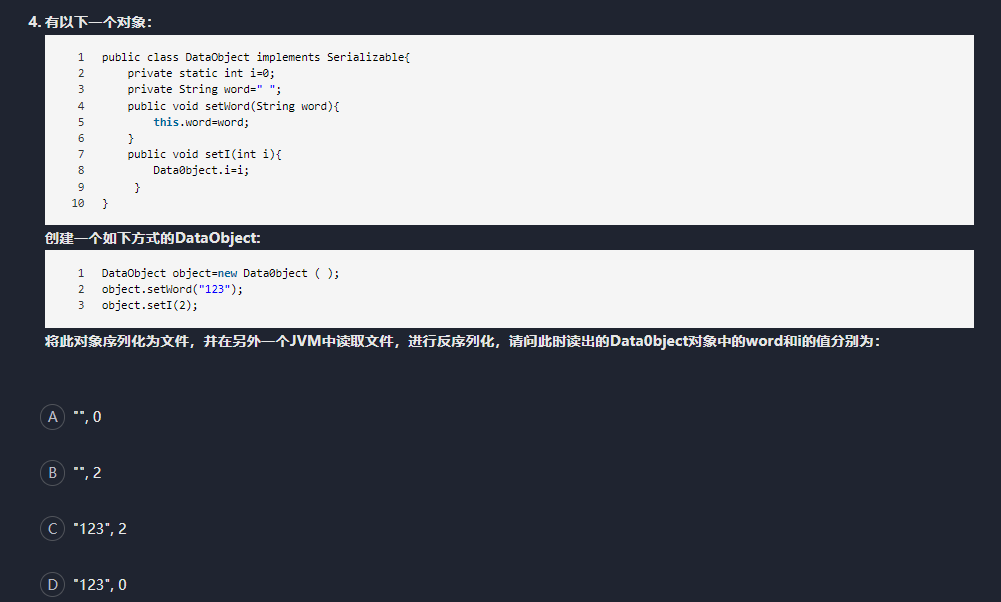 4. 有以下一个对象：
1 public class DataObject implements Serializable{
2 private static int i=0;
3 private String word=" ";
4 public void setWord(String word){
5 this.word=word;
6 }
7 public void setI(int i){
8 Data0bject.i=i;
9 }
10 }
创建一个如下方式的DataObject:
1 DataObject object=new Data0bject ( );
2 object.setWord("123");
3 object.setI(2);
将此对象序列化为文件，并在另外一个JVM中读取文件，进行反序列化，请问此时读出的Data0bject对象中的word和i的值分别为：
A "", 0
B "", 2
C "123", 2
D "123", 0